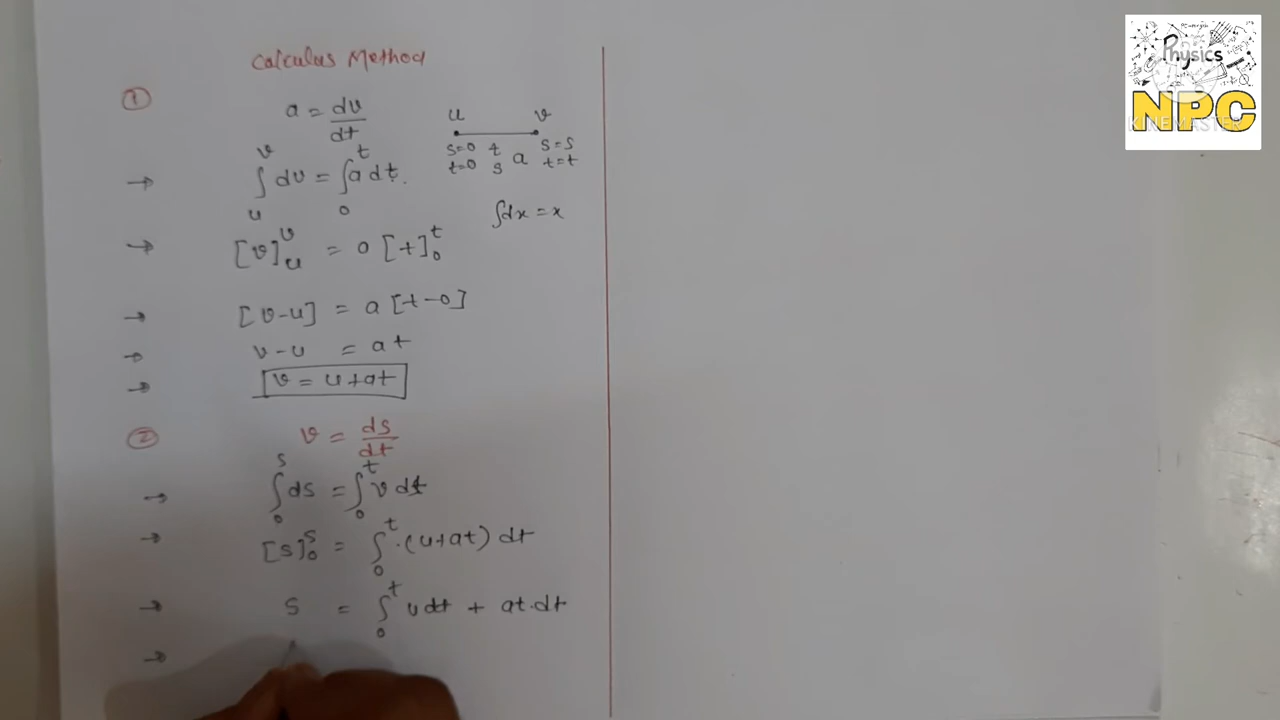 Calculus Method
①
a = dv/dt
u v
s=0 t s=s
t=0 s a t=t
→ ∫ᵤᵛ dv = ∫₀ᵗ a dt.
∫dx = x
→ [v]ᵤᵛ = a [t]₀ᵗ
→ [v-u] = a [t-0]
→ v-u = at
→ v = u+at
② v = ds/dt
→ ∫₀ˢ ds = ∫₀ᵗ v dt
→ [s]₀ˢ = ∫₀ᵗ (u+at) dt
→ s = ∫₀ᵗ u dt + at·dt
→
Physics
NPC
KINEMASTER